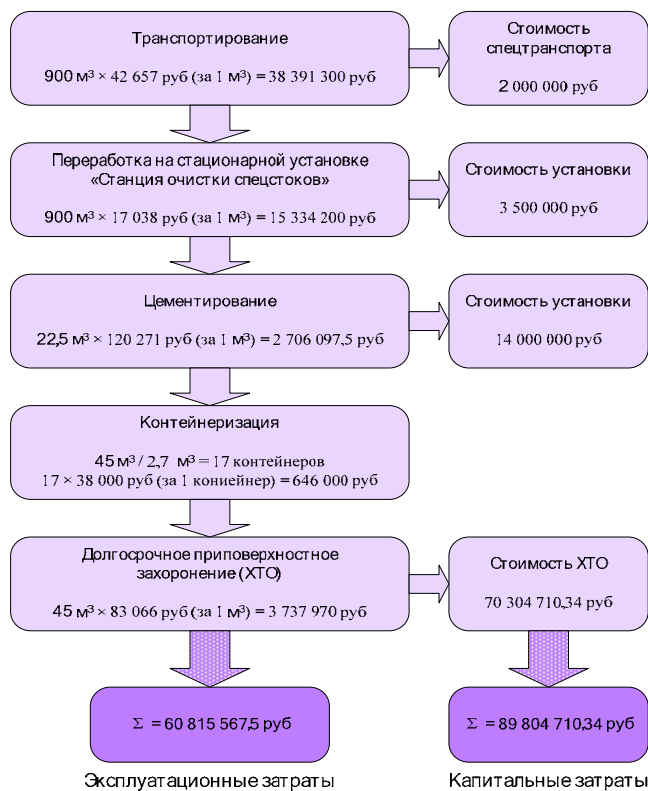 Транспортирование
900 м³ × 42 657 руб (за 1 м³) = 38 391 300 руб
Стоимость
спецтранспорта
2 000 000 руб
Переработка на стационарной установке
«Станция очистки спецстоков»
900 м³ × 17 038 руб (за 1 м³) = 15 334 200 руб
Стоимость установки
3 500 000 руб
Цементирование
22,5 м³ × 120 271 руб (за 1 м³) = 2 706 097,5 руб
Стоимость установки
14 000 000 руб
Контейнеризация
45 м³ / 2,7 м³ = 17 контейнеров
17 × 38 000 руб (за 1 кониейнер) = 646 000 руб
Долгосрочное приповерхностное
захоронение (ХТО)
45 м³ × 83 066 руб (за 1 м³) = 3 737 970 руб
Стоимость ХТО
70 304 710,34 руб
Σ = 60 815 567,5 руб
Σ = 89 804 710,34 руб
Эксплуатационные затраты
Капитальные затраты